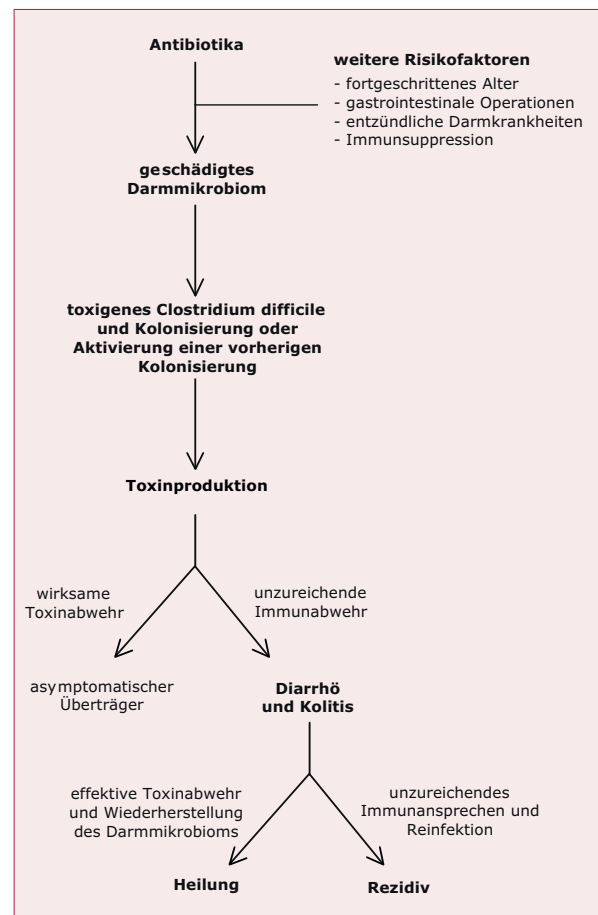 Antibiotika
weitere Risikofaktoren
- fortgeschrittenes Alter
- gastrointestinale Operationen
- entzündliche Darmkrankheiten
- Immunsuppression
geschädigtes
Darmmikrobiom
toxigenes Clostridium difficile
und Kolonisierung oder
Aktivierung einer vorherigen
Kolonisierung
Toxinproduktion
wirksame
Toxinabwehr
unzureichende
Immunabwehr
asymptomatischer
Überträger
Diarrhö
und Kolitis
effektive Toxinabwehr
und Wiederherstellung
des Darmmikrobioms
unzureichendes
Immunansprechen und
Reinfektion
Heilung
Rezidiv